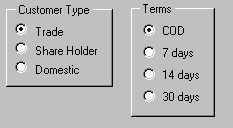 Customer Type
Trade
Share Holder
Domestic
Terms
COD
7 days
14 days
30 days